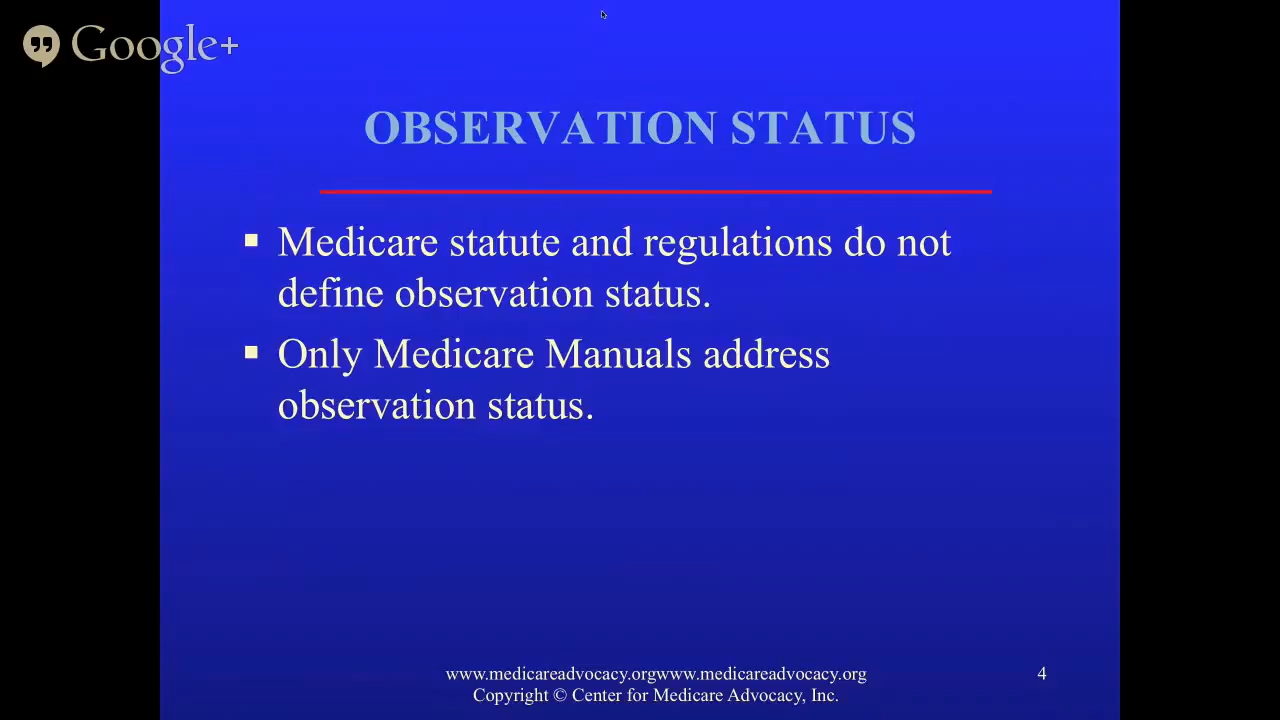 Google+
OBSERVATION STATUS
Medicare statute and regulations do not
define observation status.
Only Medicare Manuals address
observation status.
www.medicareadvocacy.orgwww.medicareadvocacy.org
4
Copyright © Center for Medicare Advocacy, Inc.